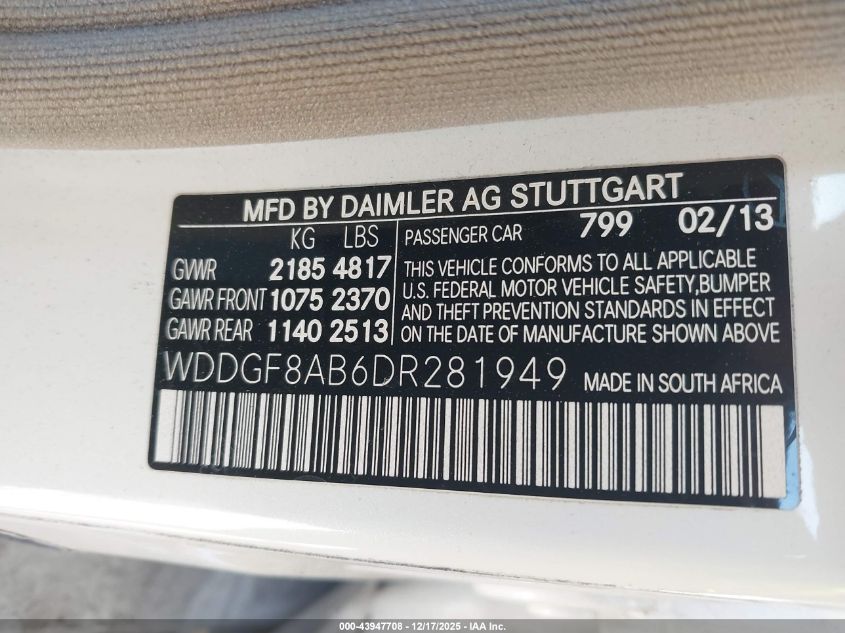 MFD BY DAIMLER AG STUTTGART
KG LBS PASSENGER CAR 799 02/13
GVWR 2185 4817
GAWR FRONT 1075 2370
GAWR REAR 1140 2513
THIS VEHICLE CONFORMS TO ALL APPLICABLE
U.S. FEDERAL MOTOR VEHICLE SAFETY,BUMPER
AND THEFT PREVENTION STANDARDS IN EFFECT
ON THE DATE OF MANUFACTURE SHOWN ABOVE
WDDGF8AB6DR281949 MADE IN SOUTH AFRICA
000-43947708 - 12/17/2025 - IAA Inc.